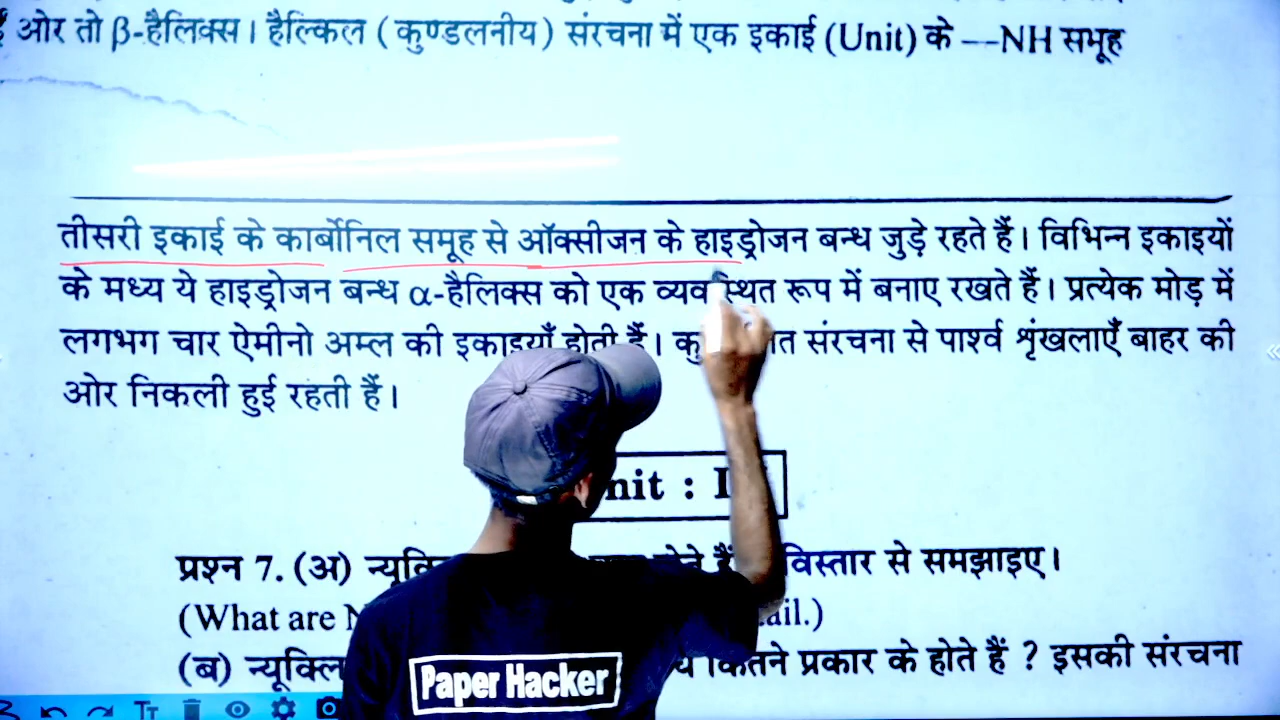 ओर तो β-हैलिक्स। हैल्किल (कुण्डलनीय) संरचना में एक इकाई (Unit) के —NH समूह
तीसरी इकाई के कार्बोनिल समूह से ऑक्सीजन के हाइड्रोजन बन्ध जुड़े रहते हैं। विभिन्न इकाइयों
के मध्य ये हाइड्रोजन बन्ध α-हैलिक्स को एक व्यवस्थित रूप में बनाए रखते हैं। प्रत्येक मोड़ में
लगभग चार ऐमीनो अम्ल की इकाइयाँ होती हैं। संरचना से पार्श्व शृंखलाएँ बाहर की
ओर निकली हुई रहती हैं।
nit : I
प्रश्न 7. (अ) होते हैं विस्तार से समझाइए।
(What are ail.)
(ब) कितने प्रकार के होते हैं ? इसकी संरचना
Paper Hacker